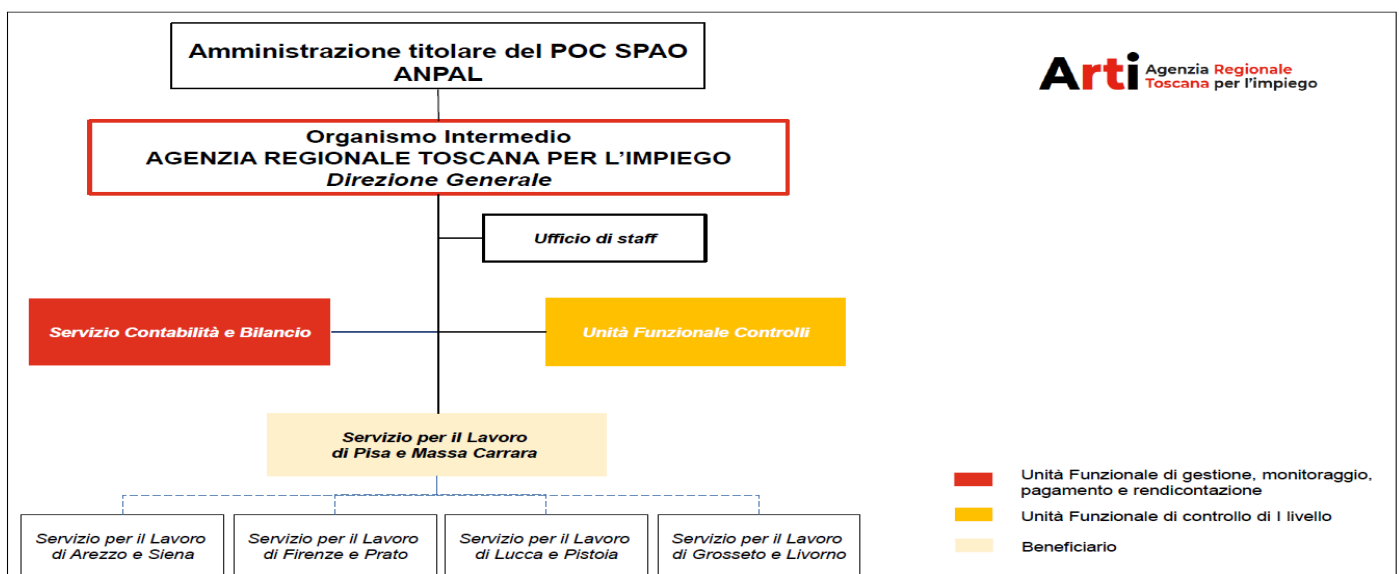 Amministrazione titolare del POC SPAO
ANPAL
Arti Agenzia Regionale
Toscana per l'impiego
Organismo Intermedio
AGENZIA REGIONALE TOSCANA PER L'IMPIEGO
Direzione Generale
Ufficio di staff
Servizio Contabilità e Bilancio
Unità Funzionale Controlli
Servizio per il Lavoro
di Pisa e Massa Carrara
Servizio per il Lavoro
di Arezzo e Siena
Servizio per il Lavoro
di Firenze e Prato
Servizio per il Lavoro
di Lucca e Pistoia
Servizio per il Lavoro
di Grosseto e Livorno
Unità Funzionale di gestione, monitoraggio,
pagamento e rendicontazione
Unità Funzionale di controllo di I livello
Beneficiario